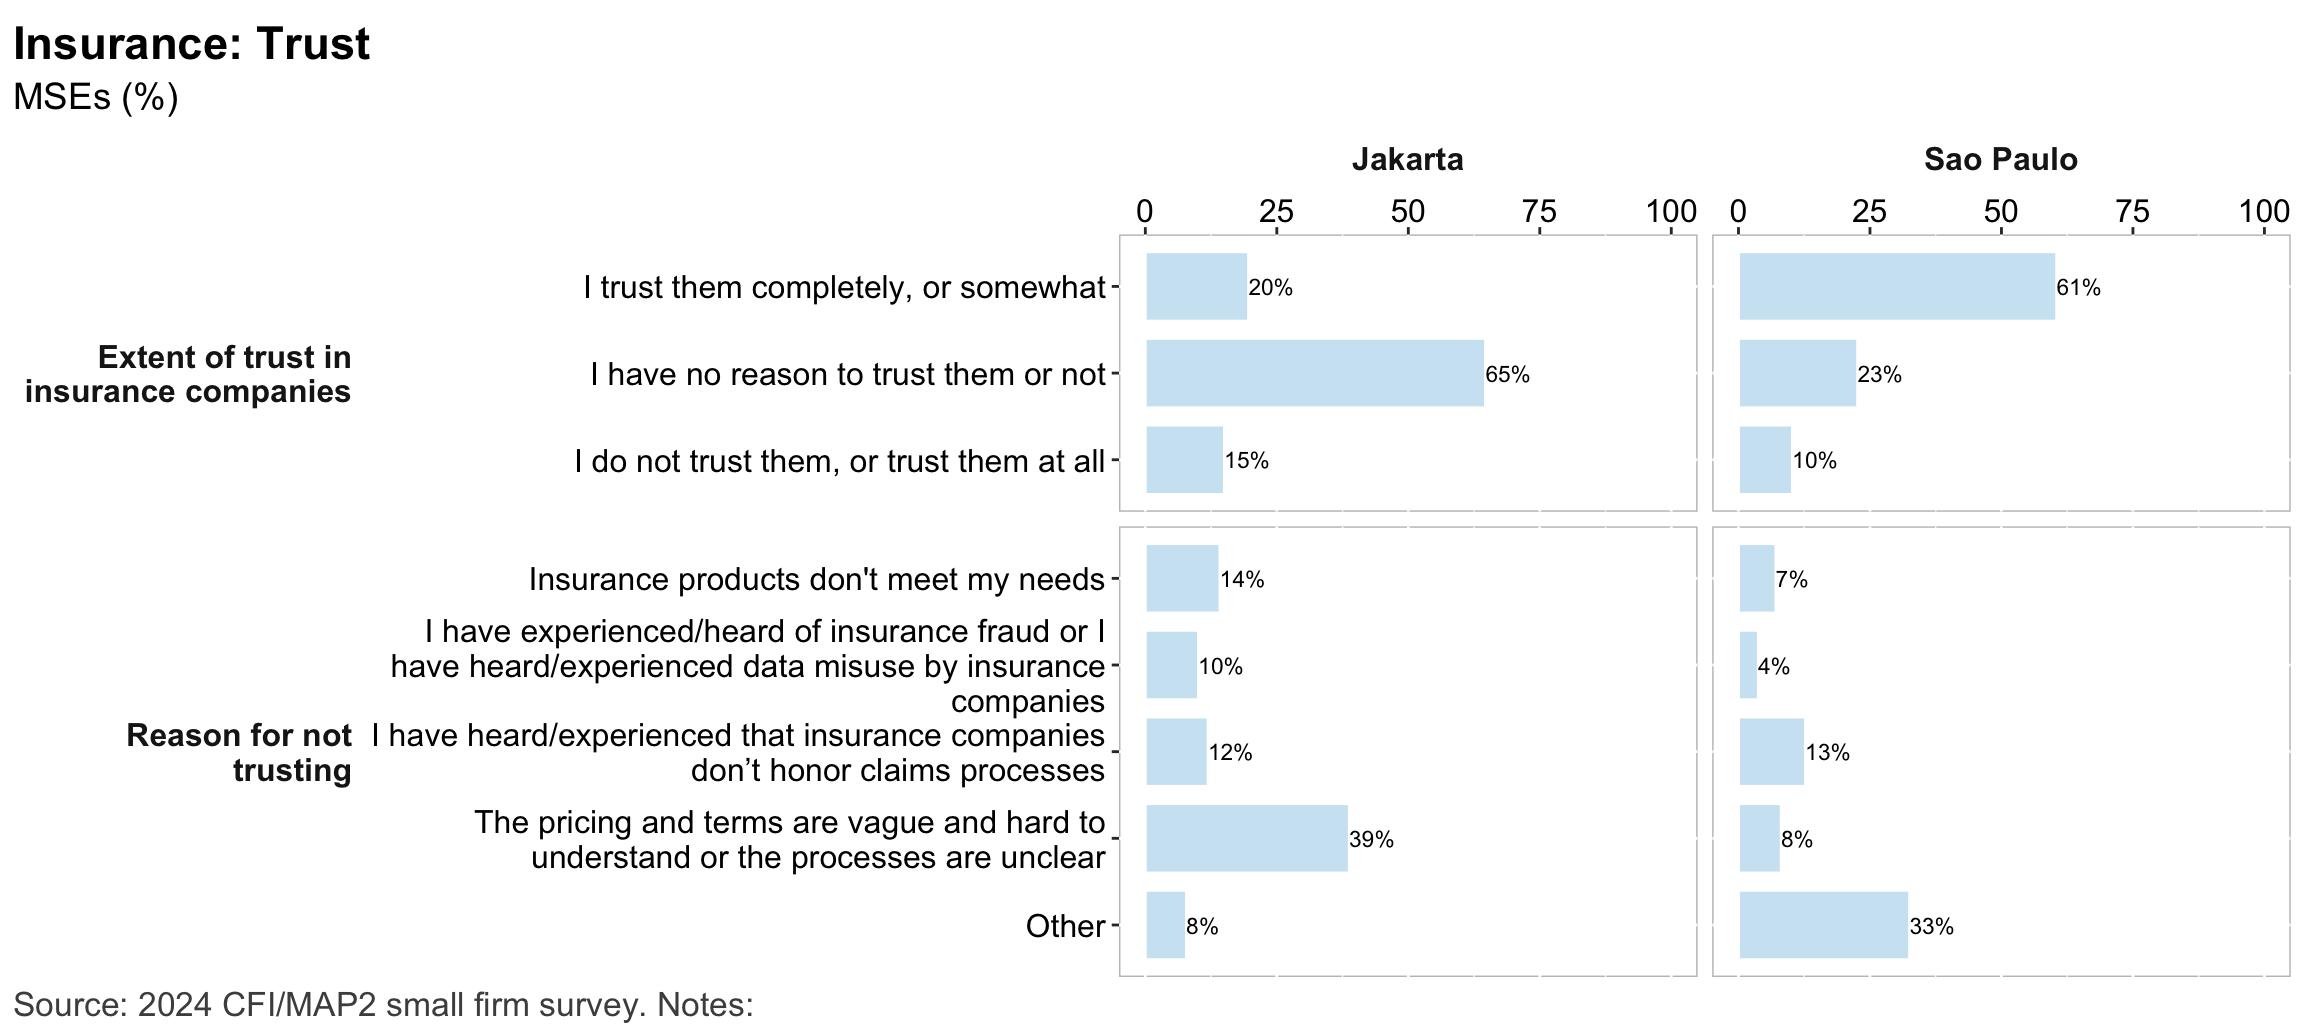 Insurance: Trust
MSEs (%)
Jakarta
Sao Paulo
0 25 50 75 100
0 25 50 75 100
Extent of trust in
insurance companies
I trust them completely, or somewhat
20%
61%
I have no reason to trust them or not
65%
23%
I do not trust them, or trust them at all
15%
10%
Reason for not
trusting
Insurance products don't meet my needs
14%
7%
I have experienced/heard of insurance fraud or I
have heard/experienced data misuse by insurance
companies
10%
4%
I have heard/experienced that insurance companies
don’t honor claims processes
12%
13%
The pricing and terms are vague and hard to
understand or the processes are unclear
39%
8%
Other
8%
33%
Source: 2024 CFI/MAP2 small firm survey. Notes: